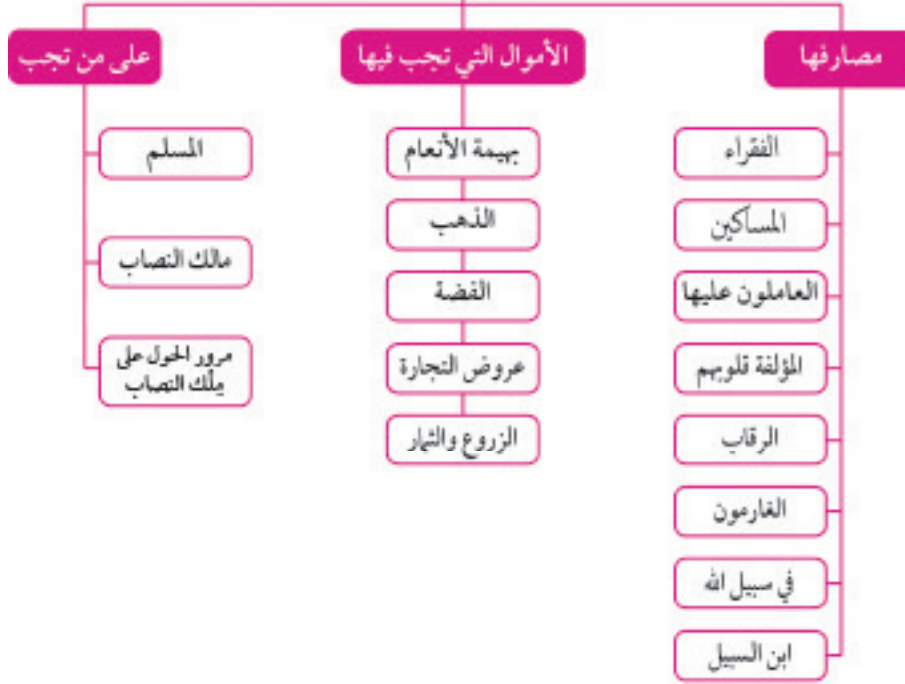 مصارفها
الفقراء
المساكين
العاملون عليها
المؤلفة قلوبهم
الرقاب
الغارمون
في سبيل الله
ابن السبيل
الأموال التي تجب فيها
بهيمة الأنعام
الذهب
الفضة
عروض التجارة
الزروع والثمار
على من تجب
المسلم
مالك النصاب
مرور الحول على
مِلْك النصاب